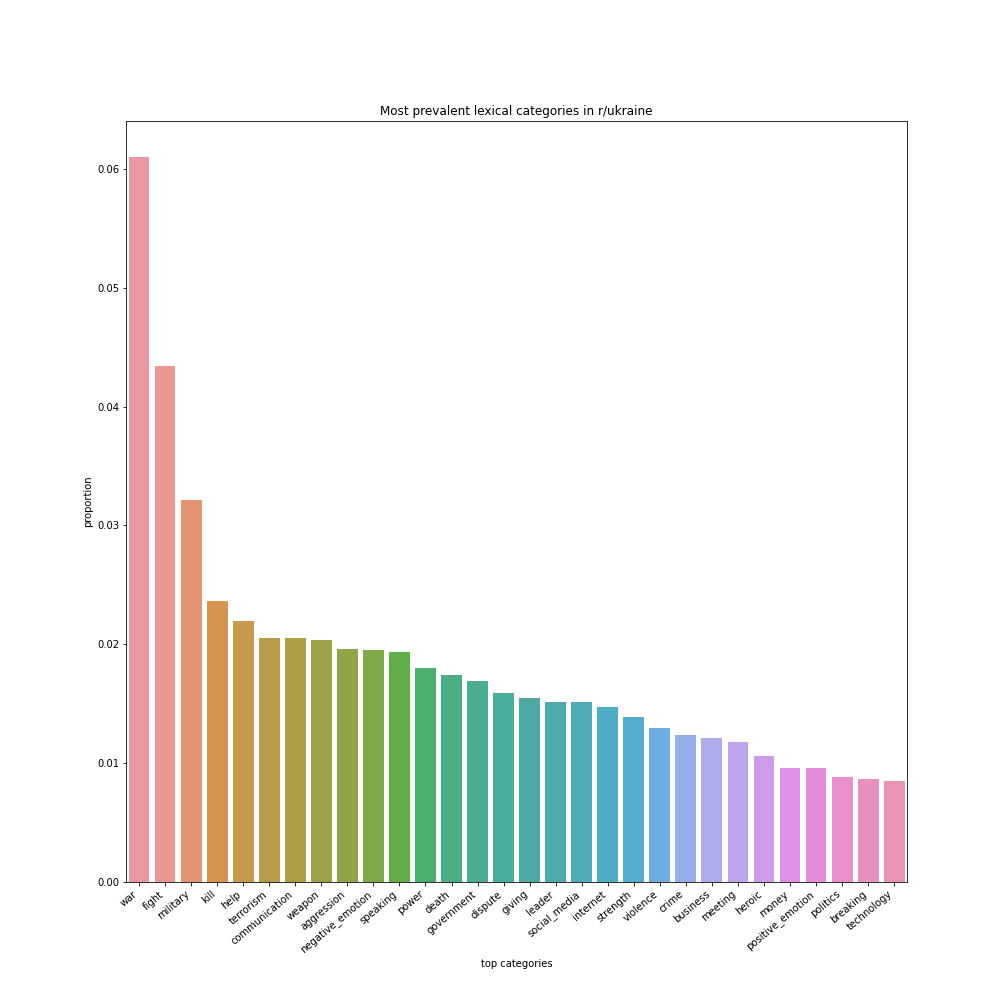 Most prevalent lexical categories in r/ukraine
0.06
0.05
0.04
0.03
0.02
0.01
0.00
proportion
war
fight
military
kill
help
terrorism
communication
weapon
aggression
negative_emotion
speaking
power
death
government
dispute
giving
leader
social_media
internet
strength
violence
crime
business
meeting
heroic
money
positive_emotion
politics
breaking
technology
top categories